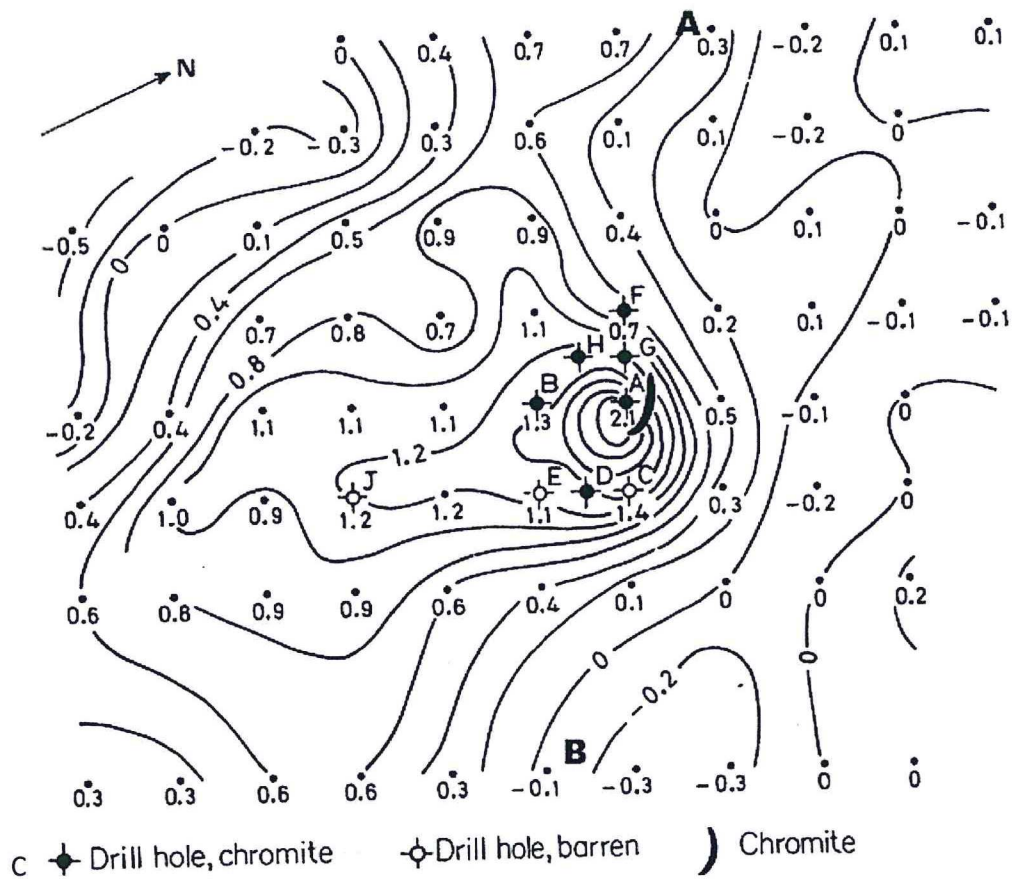 A
0 0.4 0.7 0.7 0.3 -0.2 0.1 0.1
N
-0.2 -0.3 0.3 0.6 0.1 0.1 -0.2 0
-0.5 0 0.1 0.5 0.9 0.9 0.4 0 0.1 0 -0.1
0
F
0.4
0.7 0.8 0.7 1.1 0.7 0.2 0.1 -0.1 -0.1
H G
0.8
B A
-0.2 0.4 1.1 1.1 1.1 1.3 2.1 0.5 -0.1 0
1.2
J E D C
0.4 1.0 0.9 1.2 1.2 1.1 1.4 0.3 -0.2 0
0.6 0.8 0.9 0.9 0.6 0.4 0.1 0 0 0.2
0 0
-0.2
B
0.3 0.3 0.6 0.6 0.3 -0.1 -0.3 -0.3 0 0
C Drill hole, chromite Drill hole, barren Chromite